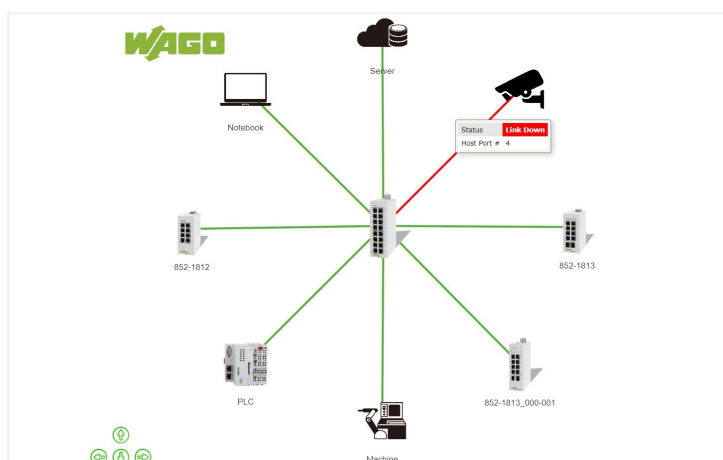 WAGO
Server
Notebook
Status Link Down
Host Port # 4
852-1812
852-1813
PLC
852-1813_000-001
Machine